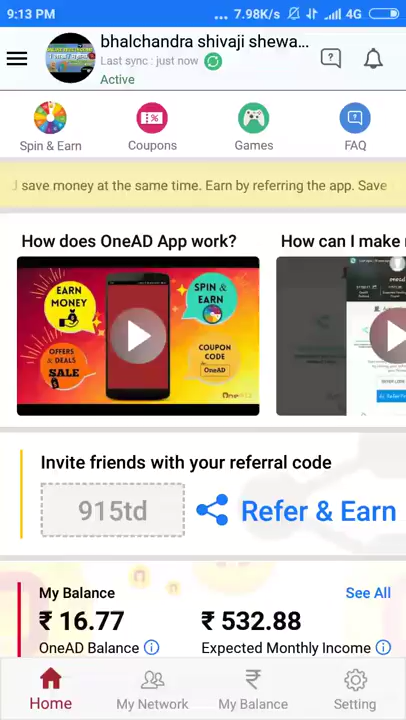 9:13 PM
... 7.98K/s 4G
bhalchandra shivaji shewa...
Last sync : just now
Active
Spin & Earn
Coupons
Games
FAQ
save money at the same time. Earn by referring the app. Save
How does OneAD App work?
How can I make
EARN
MONEY
SPIN &
EARN
OFFERS
& DEALS
SALE
COUPON
CODE
OneAD
Invite friends with your referral code
915td
Refer & Earn
My Balance
See All
₹ 16.77
₹ 532.88
OneAD Balance
Expected Monthly Income
Home
My Network
My Balance
Setting